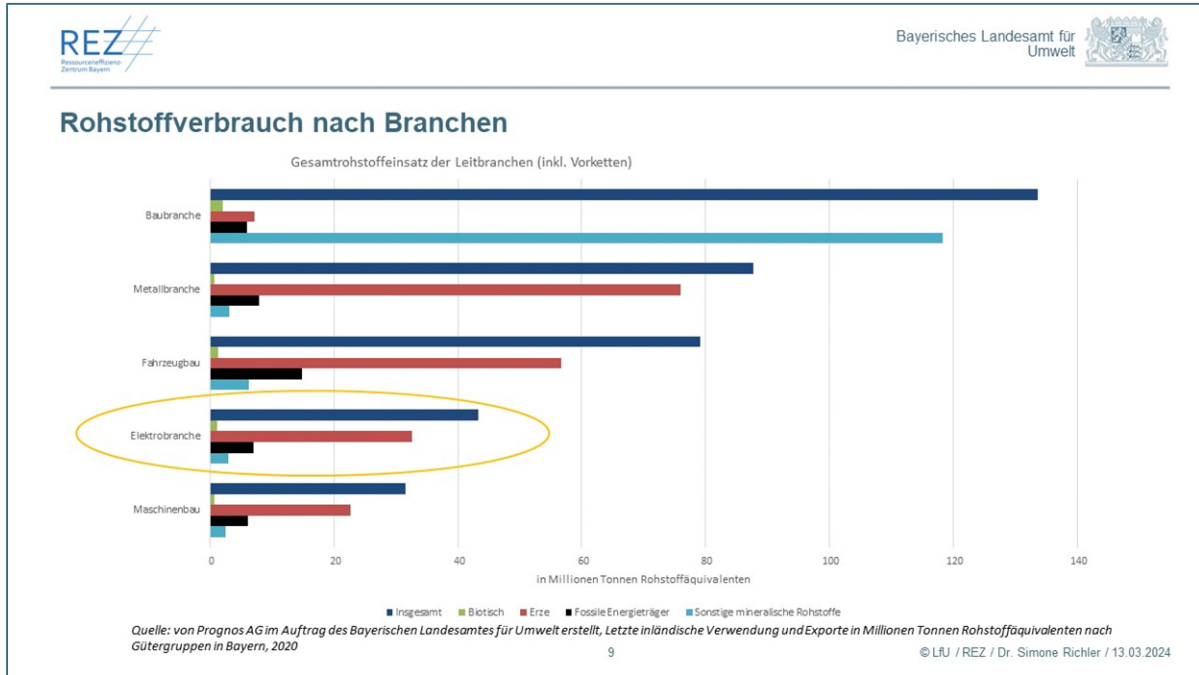 REZ
Ressourceneffizienz-
Zentrum Bayern
Bayerisches Landesamt für
Umwelt
Rohstoffverbrauch nach Branchen
Gesamtrohstoffeinsatz der Leitbranchen (inkl. Vorketten)
Baubranche
Metallbranche
Fahrzeugbau
Elektrobranche
Maschinenbau
0 20 40 60 80 100 120 140
in Millionen Tonnen Rohstoffäquivalenten
Insgesamt Biotisch Erze Fossile Energieträger Sonstige mineralische Rohstoffe
Quelle: von Prognos AG im Auftrag des Bayerischen Landesamtes für Umwelt erstellt, Letzte inländische Verwendung und Exporte in Millionen Tonnen Rohstoffäquivalenten nach
Gütergruppen in Bayern, 2020
9
© LfU / REZ / Dr. Simone Richler / 13.03.2024